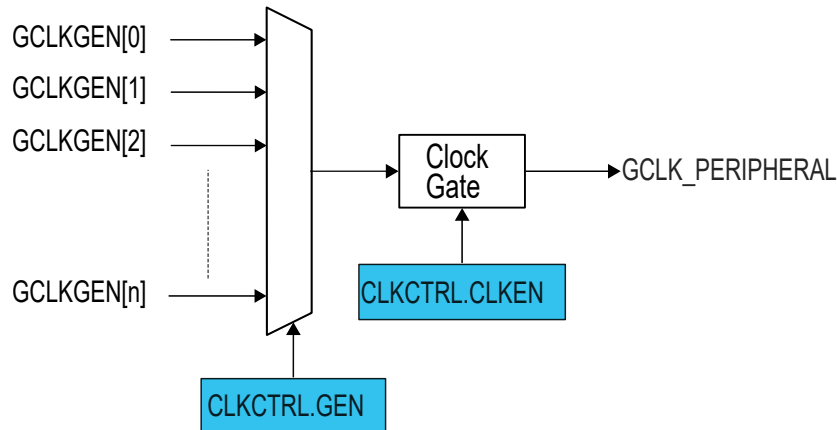 GCLKGEN[0]
GCLKGEN[1]
GCLKGEN[2]
GCLKGEN[n]
Clock
Gate
GCLK_PERIPHERAL
CLKCTRL.CLKEN
CLKCTRL.GEN